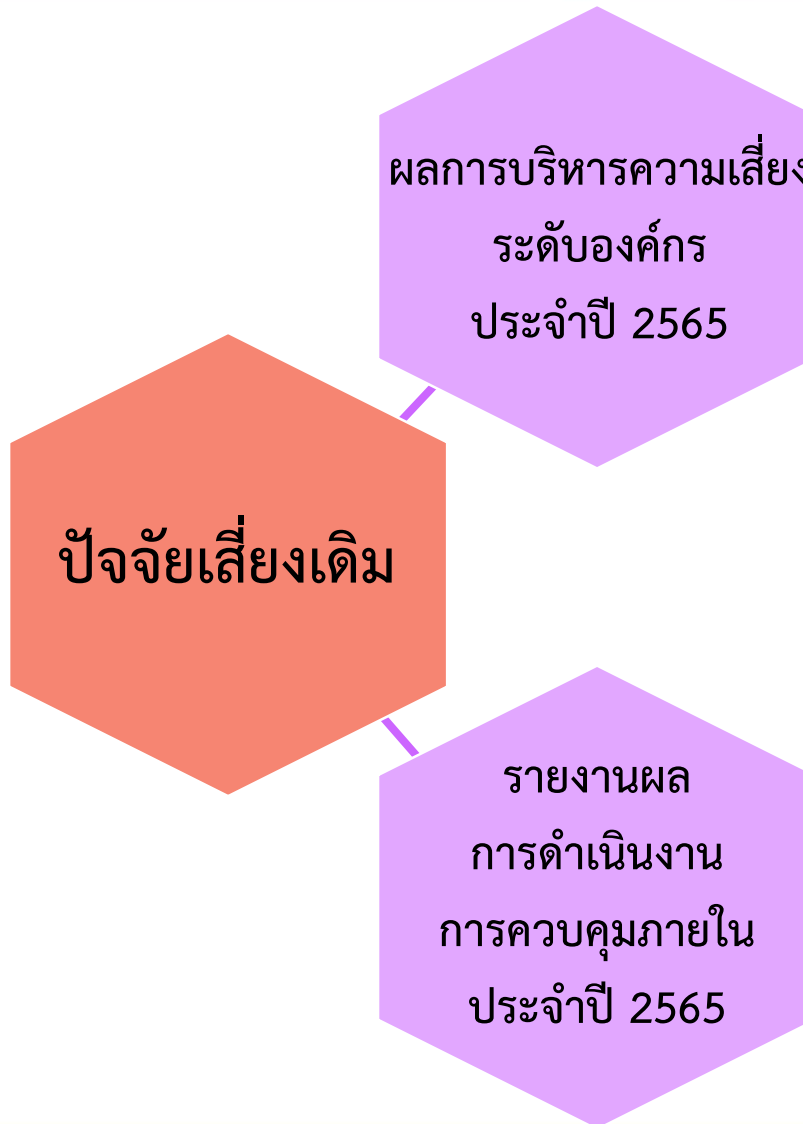 ผลการบริหารความเสี่ยง
ระดับองค์กร
ประจำปี 2565
ปัจจัยเสี่ยงเดิม
รายงานผล
การดำเนินงาน
การควบคุมภายใน
ประจำปี 2565